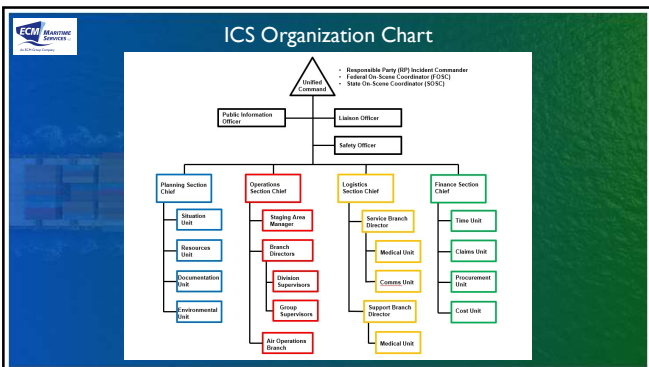 ECM MARITIME
SERVICES
An ECM Group Company
ICS Organization Chart
Unified
Command
• Responsible Party (RP) Incident Commander
• Federal On-Scene Coordinator (FOSC)
• State On-Scene Coordinator (SOSC)
Public Information
Officer
Liaison Officer
Safety Officer
Planning Section
Chief
Situation
Unit
Resources
Unit
Documentation
Unit
Environmental
Unit
Operations
Section Chief
Staging Area
Manager
Branch
Directors
Division
Supervisors
Group
Supervisors
Air Operations
Branch
Logistics
Section Chief
Service Branch
Director
Medical Unit
Comms Unit
Support Branch
Director
Medical Unit
Finance Section
Chief
Time Unit
Claims Unit
Procurement
Unit
Cost Unit